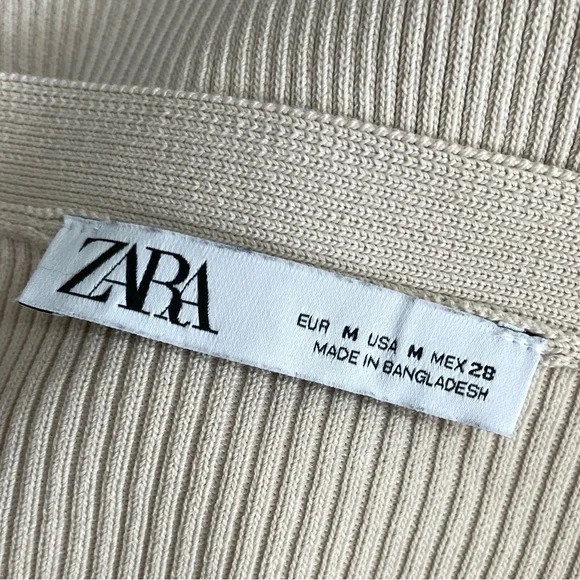 ZARA
EUR M USA M MEX 28
MADE IN BANGLADESH